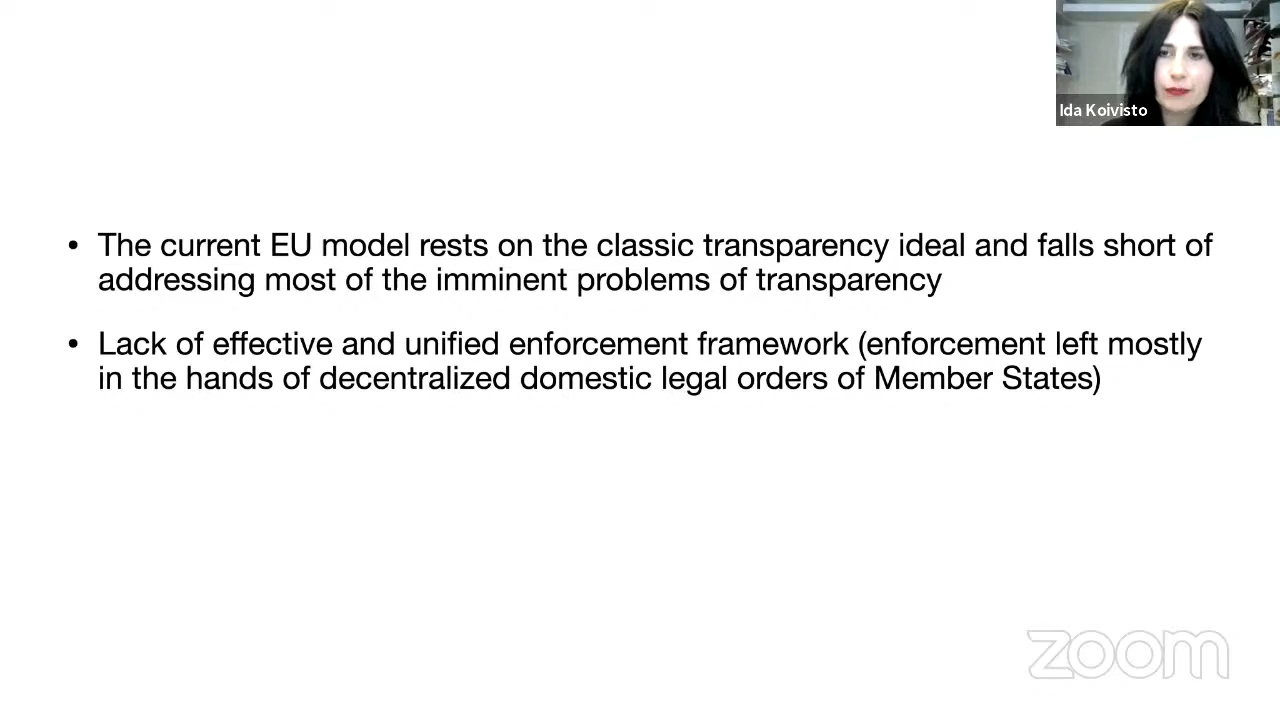 Ida Koivisto
• The current EU model rests on the classic transparency ideal and falls short of
addressing most of the imminent problems of transparency
• Lack of effective and unified enforcement framework (enforcement left mostly
in the hands of decentralized domestic legal orders of Member States)
zoom